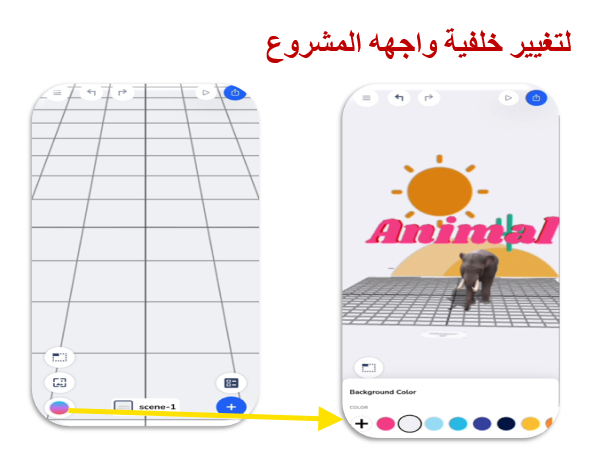 لتغيير خلفية واجهه المشروع
Animal
scene-1
Background Color
COLOR